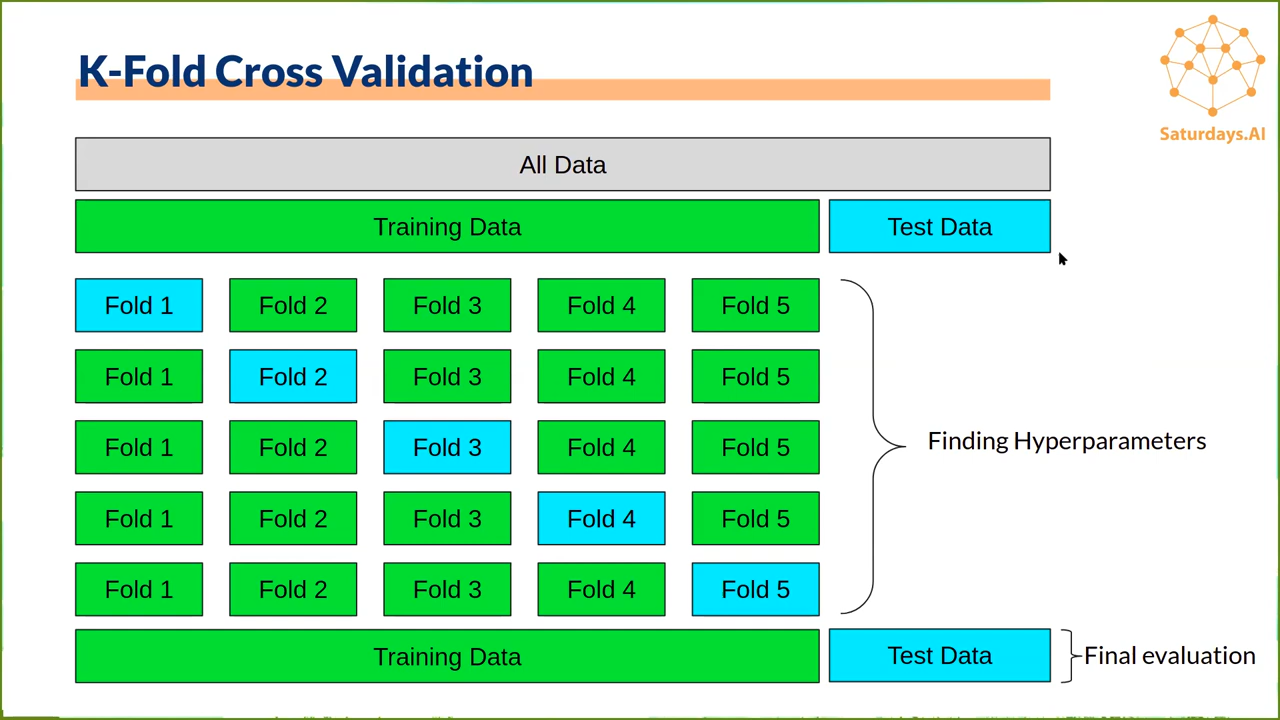 K-Fold Cross Validation
Saturdays.AI
All Data
Training Data Test Data
Fold 1 Fold 2 Fold 3 Fold 4 Fold 5
Fold 1 Fold 2 Fold 3 Fold 4 Fold 5
Fold 1 Fold 2 Fold 3 Fold 4 Fold 5
Finding Hyperparameters
Fold 1 Fold 2 Fold 3 Fold 4 Fold 5
Fold 1 Fold 2 Fold 3 Fold 4 Fold 5
Training Data Test Data Final evaluation